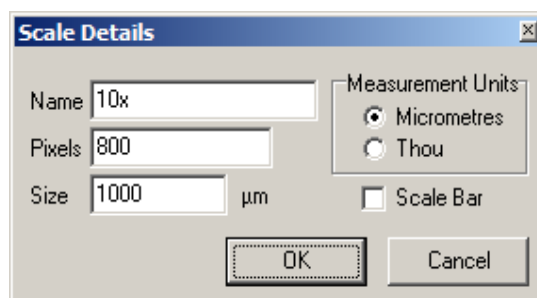 Scale Details
Name 10x
Pixels 800
Size 1000 µm
Measurement Units
Micrometres
Thou
Scale Bar
OK Cancel